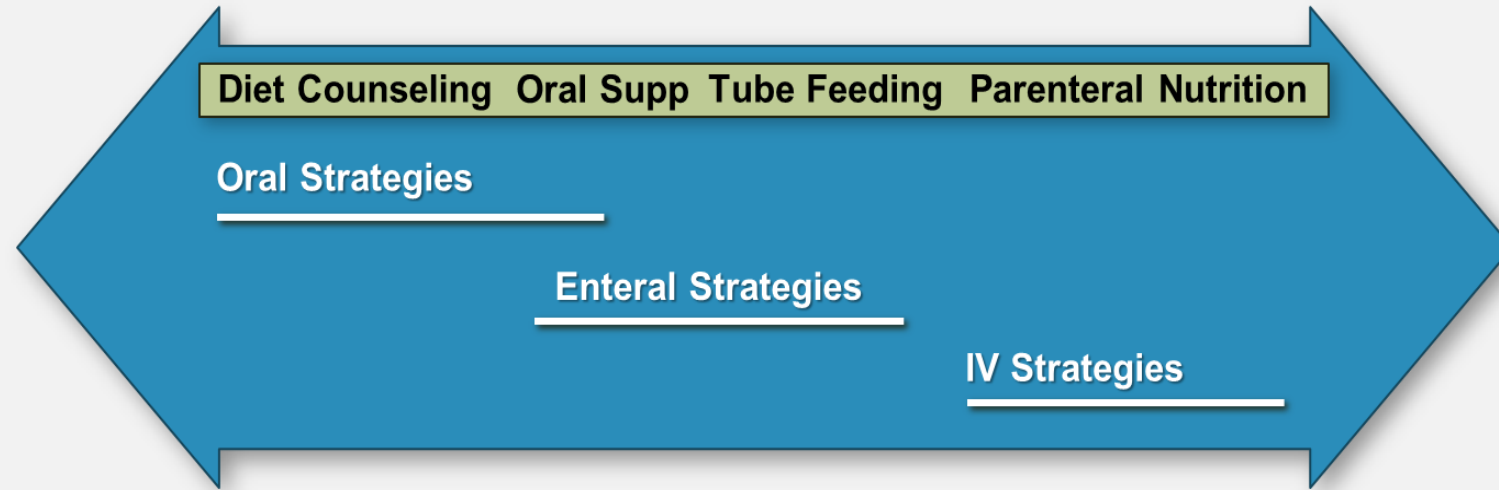 Diet Counseling Oral Supp Tube Feeding Parenteral Nutrition
Oral Strategies
Enteral Strategies
IV Strategies